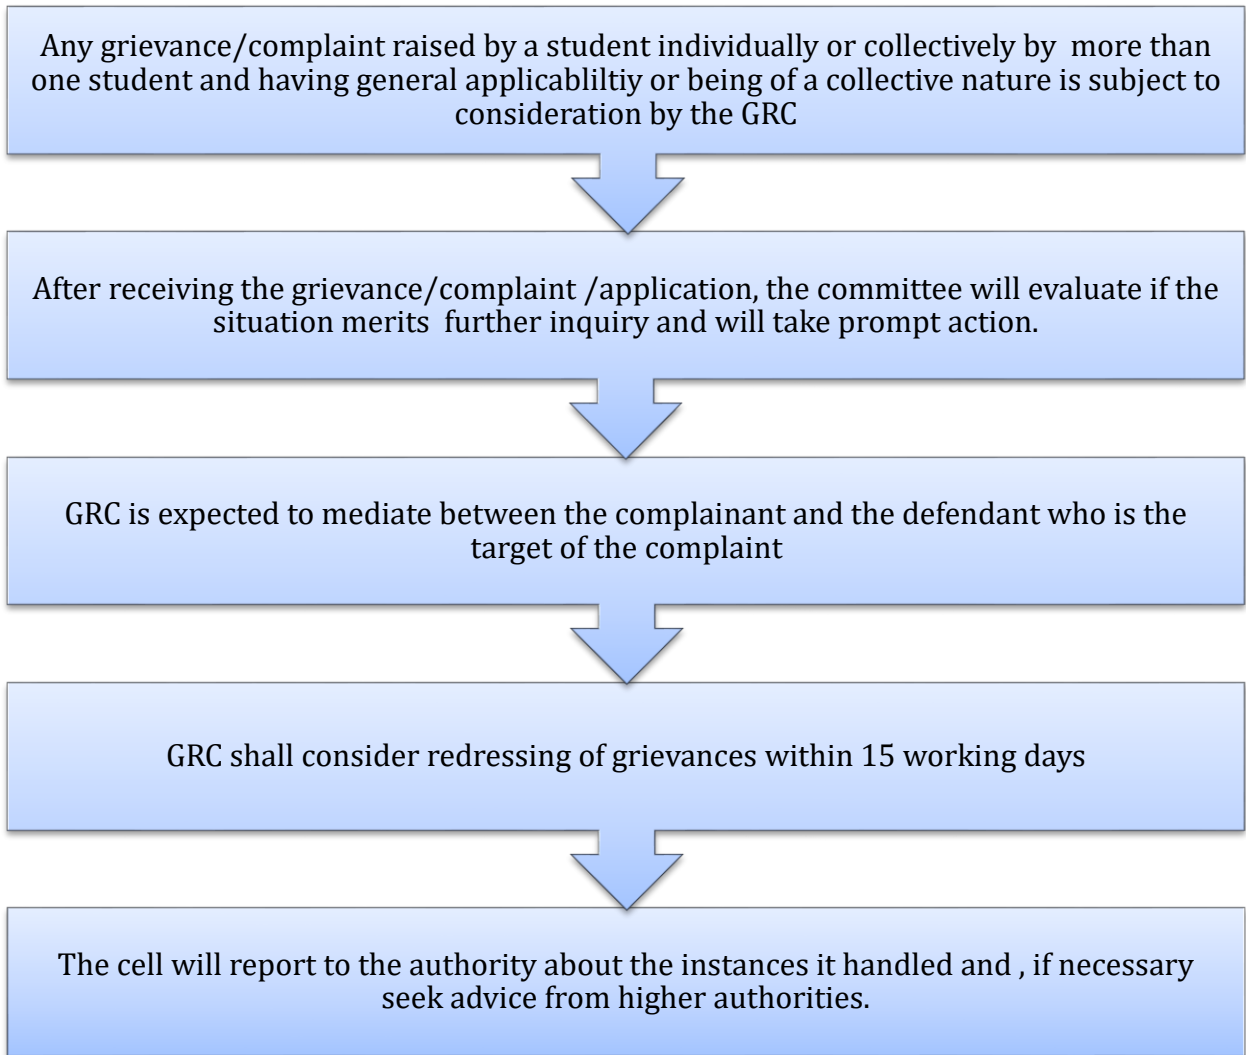 Any grievance/complaint raised by a student individually or collectively by  more than
one student and having general applicabliltiy or being of a collective nature is subject to
consideration by the GRC
After receiving the grievance/complaint /application, the committee will evaluate if the
situation merits  further inquiry and will take prompt action.
GRC is expected to mediate between the complainant and the defendant who is the
target of the complaint
GRC shall consider redressing of grievances within 15 working days
The cell will report to the authority about the instances it handled and , if necessary
seek advice from higher authorities.